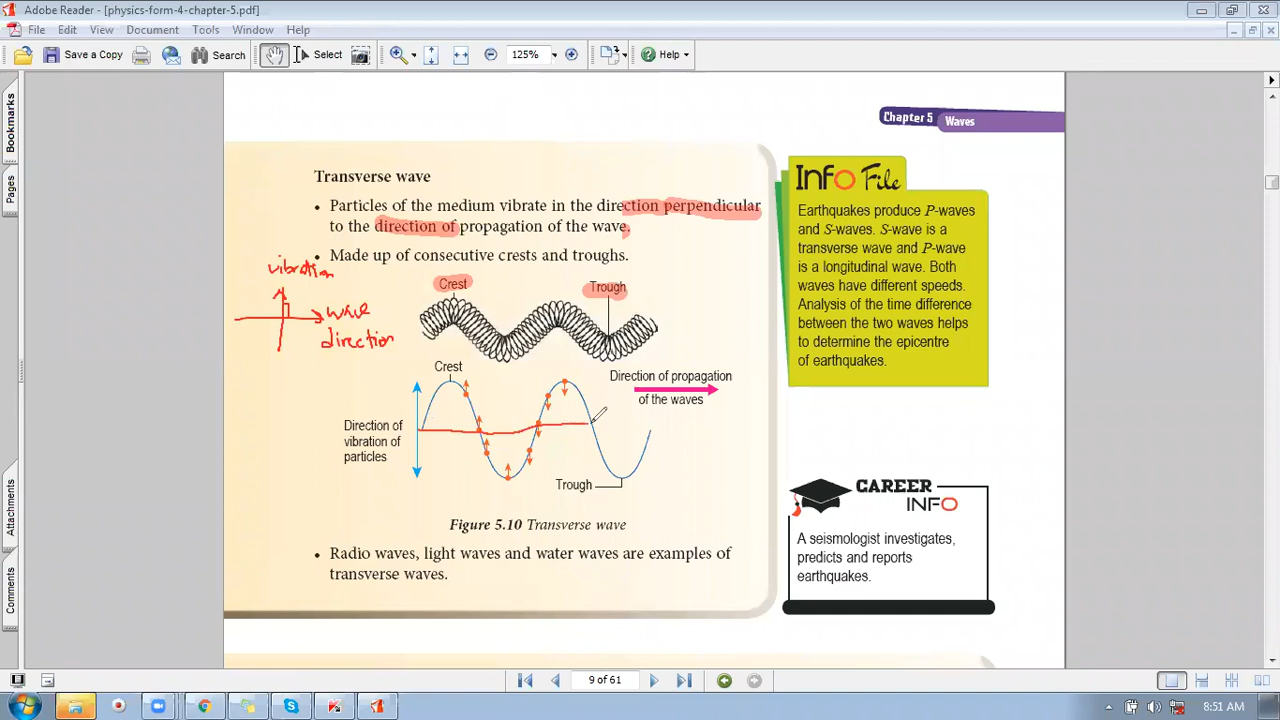 Adobe Reader - [physics-form-4-chapter-5.pdf]
File Edit View Document Tools Window Help
Save a Copy Search Select 125% Help
Bookmarks
Pages
Attachments
Comments
Chapter 5 Waves
Transverse wave
• Particles of the medium vibrate in the direction perpendicular
to the direction of propagation of the wave.
• Made up of consecutive crests and troughs.
vibration
wave
direction
Crest
Trough
Crest
Direction of propagation
of the waves
Direction of
vibration of
particles
Trough
Figure 5.10 Transverse wave
• Radio waves, light waves and water waves are examples of
transverse waves.
Info File
Earthquakes produce P-waves
and S-waves. S-wave is a
transverse wave and P-wave
is a longitudinal wave. Both
waves have different speeds.
Analysis of the time difference
between the two waves helps
to determine the epicentre
of earthquakes.
CAREER
INFO
A seismologist investigates,
predicts and reports
earthquakes.
9 of 61
8:51 AM